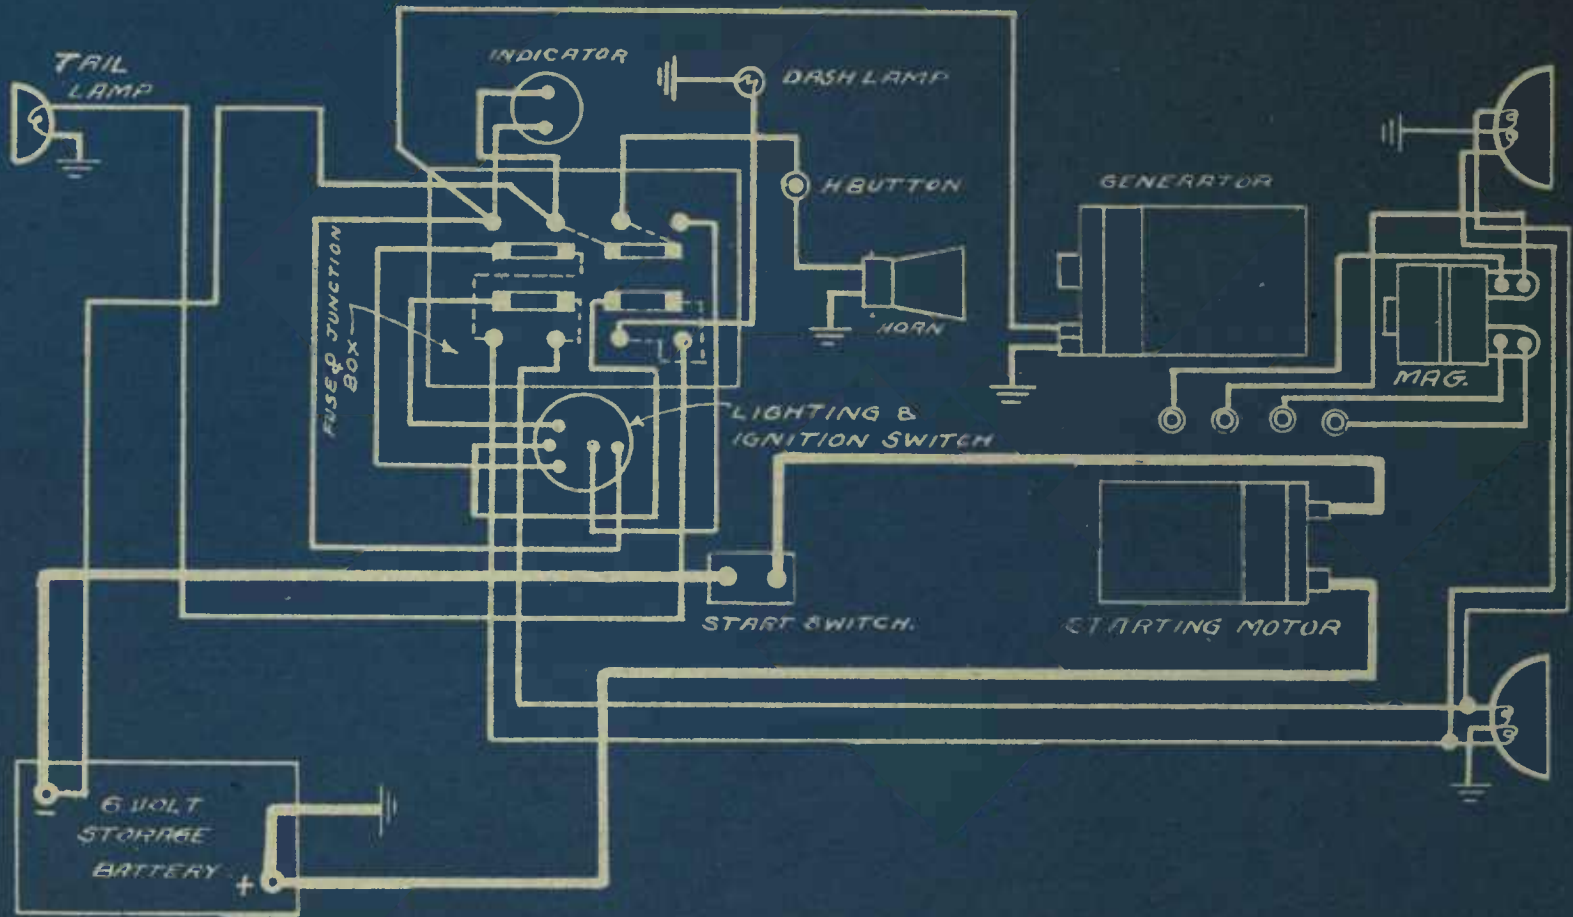 TAIL
LAMP
INDICATOR
DASH LAMP
H BUTTON
GENERATOR
HORN
FUSE & JUNCTION
BOX
MAG.
LIGHTING &
IGNITION SWITCH
START SWITCH.
STARTING MOTOR
-
6 VOLT
STORAGE
BATTERY
+